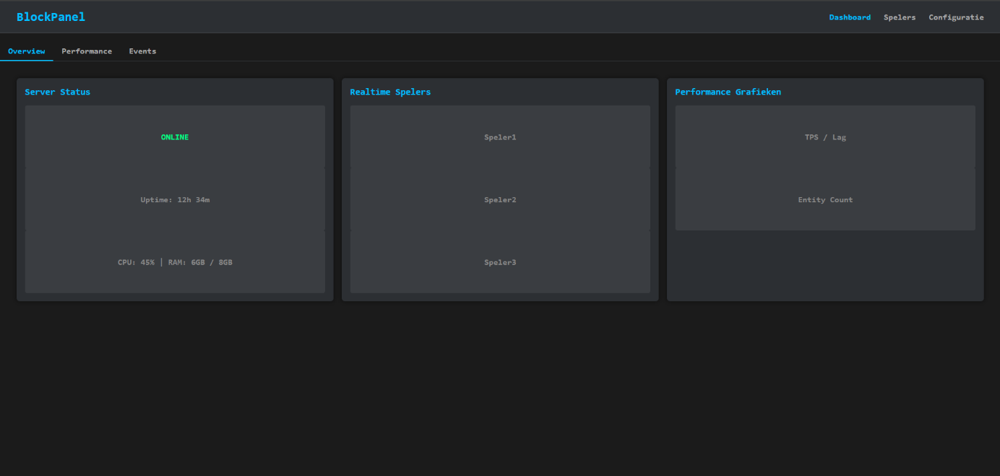 BlockPanel
Dashboard Spelers Configuratie
Overview Performance Events
Server Status
ONLINE
Uptime: 12h 34m
CPU: 45% | RAM: 6GB / 8GB
Realtime Spelers
Speler1
Speler2
Speler3
Performance Grafieken
TPS / Lag
Entity Count